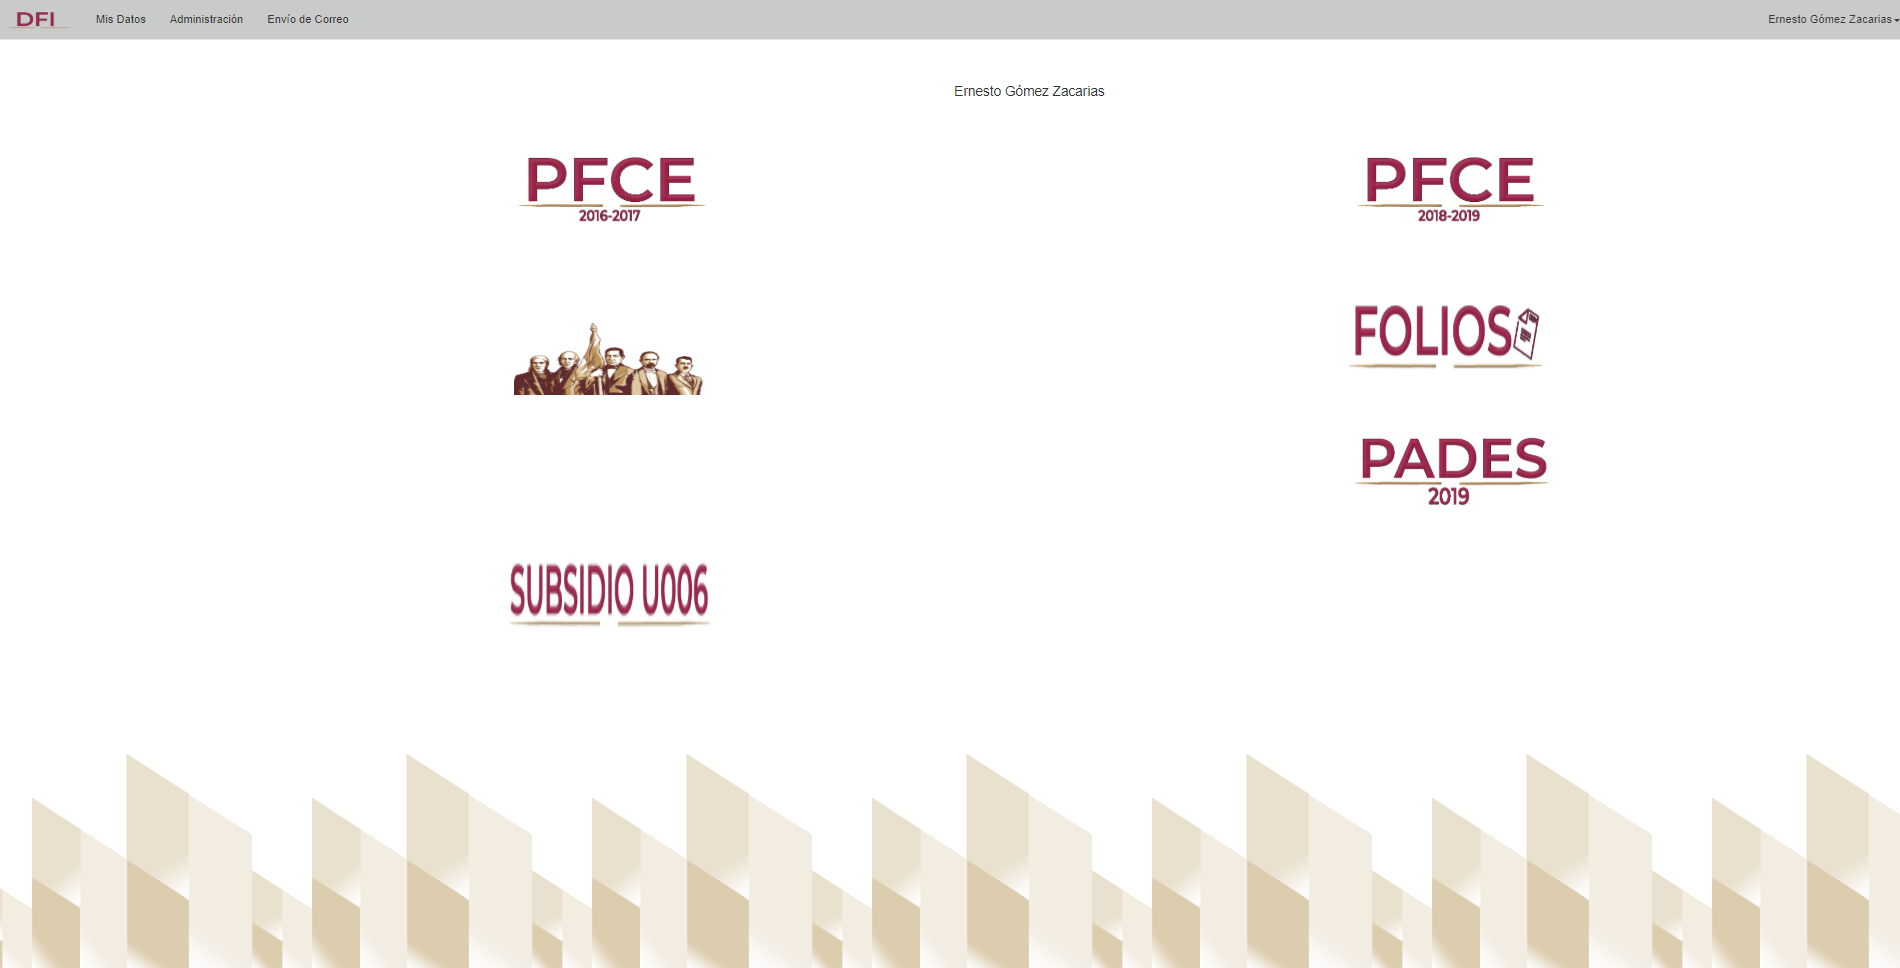 DFI Mis Datos Administración Envío de Correo Ernesto Gómez Zacarias
Ernesto Gómez Zacarias
PFCE
2016-2017
PFCE
2018-2019
FOLIOS
PADES
2019
SUBSIDIO U006